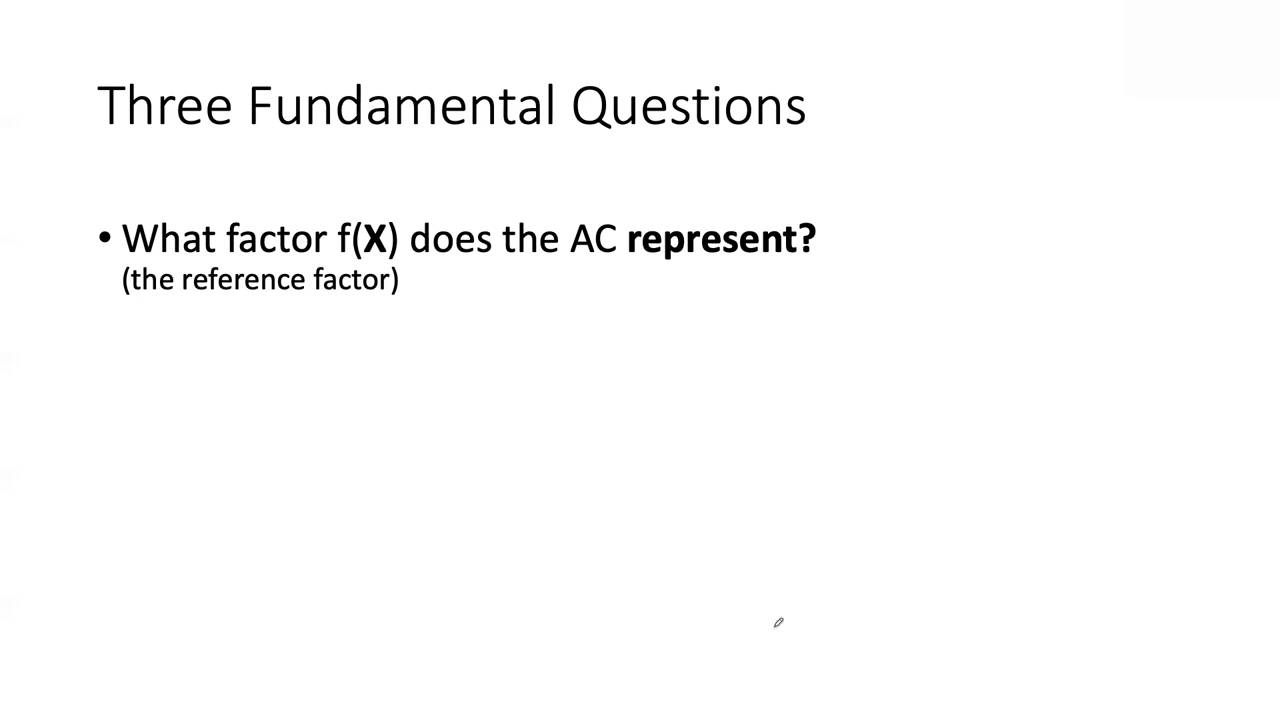 Three Fundamental Questions
• What factor f(X) does the AC represent?
(the reference factor)